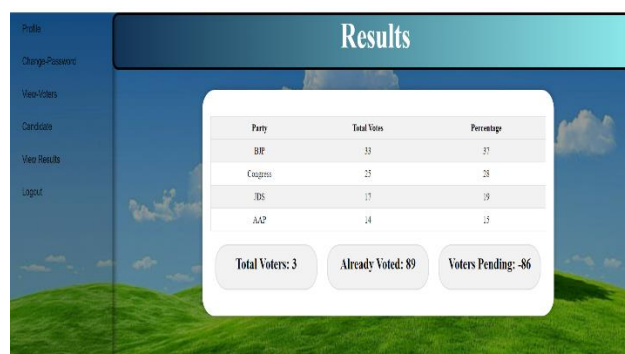 Results
Profile
Change-Password
View-Voters
Candidate
View Results
Logout
Party Total Votes Percentage
BJP 33 37
Congress 25 28
JDS 17 19
AAP 14 15
Total Voters: 3 Already Voted: 89 Voters Pending: -86